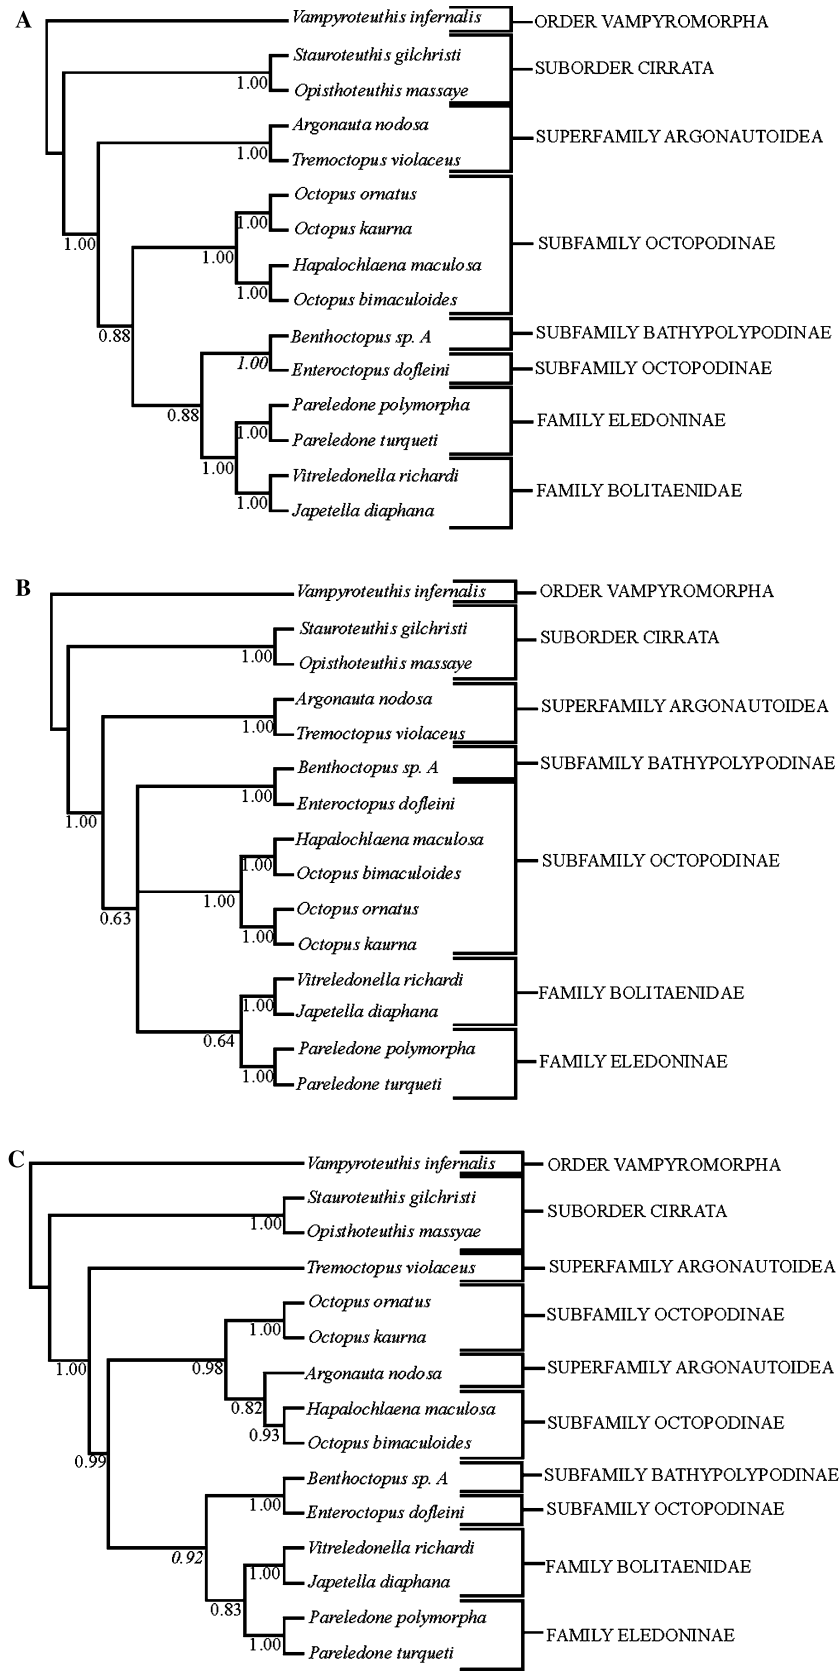 A
Vampyroteuthis infernalis ORDER VAMPYROMORPHA
Stauroteuthis gilchristi
SUBORDER CIRRATA
1.00
Opisthoteuthis massaye
Argonauta nodosa
SUPERFAMILY ARGONAUTOIDEA
1.00
Tremoctopus violaceus
Octopus ornatus
1.00
Octopus kaurna
1.00
SUBFAMILY OCTOPODINAE
1.00
Hapalochlaena maculosa
1.00
Octopus bimaculoides
0.88
Benthoctopus sp. A SUBFAMILY BATHYPOLYPODINAE
1.00
Enteroctopus dofleini SUBFAMILY OCTOPODINAE
Pareledone polymorpha
0.88
FAMILY ELEDONINAE
1.00
Pareledone turqueti
1.00
Vitreledonella richardi
FAMILY BOLITAENIDAE
1.00
Japetella diaphana
B
Vampyroteuthis infernalis ORDER VAMPYROMORPHA
Stauroteuthis gilchristi
SUBORDER CIRRATA
1.00
Opisthoteuthis massaye
Argonauta nodosa
SUPERFAMILY ARGONAUTOIDEA
1.00
Tremoctopus violaceus
Benthoctopus sp. A SUBFAMILY BATHYPOLYPODINAE
1.00
Enteroctopus dofleini
1.00
Hapalochlaena maculosa
SUBFAMILY OCTOPODINAE
1.00
Octopus bimaculoides
1.00
Octopus ornatus
0.63
1.00
Octopus kaurna
Vitreledonella richardi
FAMILY BOLITAENIDAE
1.00
Japetella diaphana
0.64
Pareledone polymorpha
FAMILY ELEDONINAE
1.00
Pareledone turqueti
C
Vampyroteuthis infernalis ORDER VAMPYROMORPHA
Stauroteuthis gilchristi
SUBORDER CIRRATA
1.00
Opisthoteuthis massyae
Tremoctopus violaceus SUPERFAMILY ARGONAUTOIDEA
Octopus ornatus
SUBFAMILY OCTOPODINAE
1.00
Octopus kaurna
1.00
0.98
Argonauta nodosa SUPERFAMILY ARGONAUTOIDEA
0.82
Hapalochlaena maculosa
SUBFAMILY OCTOPODINAE
0.93
Octopus bimaculoides
0.99
Benthoctopus sp. A SUBFAMILY BATHYPOLYPODINAE
1.00
Enteroctopus dofleini SUBFAMILY OCTOPODINAE
Vitreledonella richardi
0.92
FAMILY BOLITAENIDAE
1.00
Japetella diaphana
0.83
Pareledone polymorpha
FAMILY ELEDONINAE
1.00
Pareledone turqueti